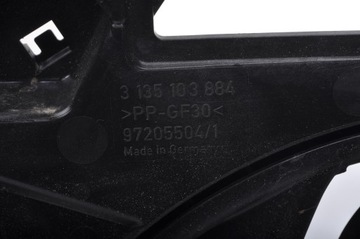 3 135 103 884
>PP-GF30<
97205504/1
Made in Germany